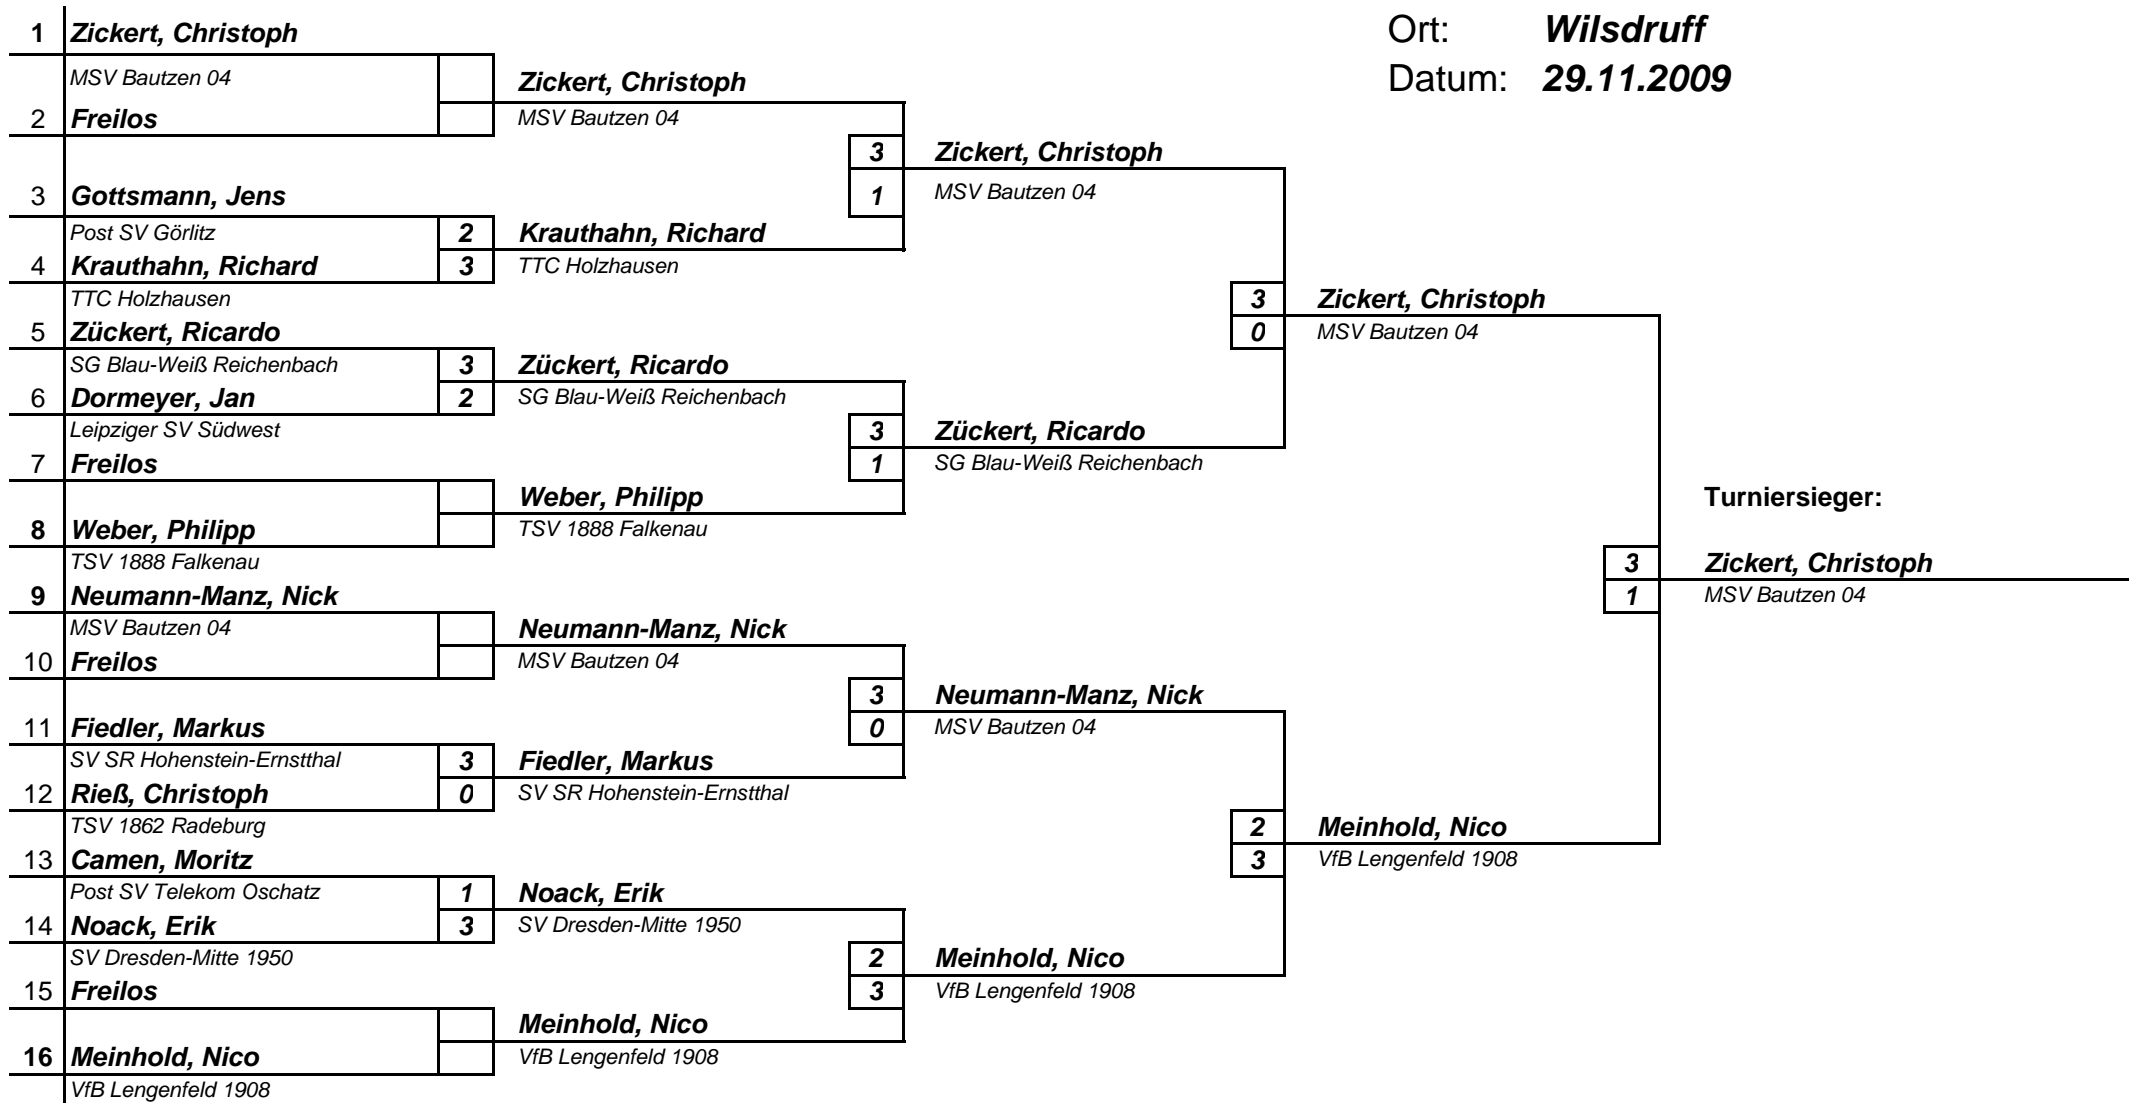 Ort: Wilsdruff
Datum: 29.11.2009
1 Zickert, Christoph
MSV Bautzen 04
2 Freilos
3 Gottsmann, Jens
Post SV Görlitz 2
4 Krauthahn, Richard 3
TTC Holzhausen
5 Zückert, Ricardo
SG Blau-Weiß Reichenbach 3
6 Dormeyer, Jan 2
Leipziger SV Südwest
7 Freilos
8 Weber, Philipp
TSV 1888 Falkenau
9 Neumann-Manz, Nick
MSV Bautzen 04
10 Freilos
11 Fiedler, Markus
SV SR Hohenstein-Ernstthal 3
12 Rieß, Christoph 0
TSV 1862 Radeburg
13 Camen, Moritz
Post SV Telekom Oschatz 1
14 Noack, Erik 3
SV Dresden-Mitte 1950
15 Freilos
16 Meinhold, Nico
VfB Lengenfeld 1908
Zickert, Christoph
MSV Bautzen 04
3
1
Krauthahn, Richard
TTC Holzhausen
Zückert, Ricardo
SG Blau-Weiß Reichenbach
3
1
Weber, Philipp
TSV 1888 Falkenau
Neumann-Manz, Nick
MSV Bautzen 04
3
0
Fiedler, Markus
SV SR Hohenstein-Ernstthal
Noack, Erik
SV Dresden-Mitte 1950
2
3
Meinhold, Nico
VfB Lengenfeld 1908
Zickert, Christoph
MSV Bautzen 04
3
0
Zückert, Ricardo
SG Blau-Weiß Reichenbach
Neumann-Manz, Nick
MSV Bautzen 04
2
3
Meinhold, Nico
VfB Lengenfeld 1908
Zickert, Christoph
MSV Bautzen 04
3
1
Meinhold, Nico
VfB Lengenfeld 1908
Turniersieger:
Zickert, Christoph
MSV Bautzen 04